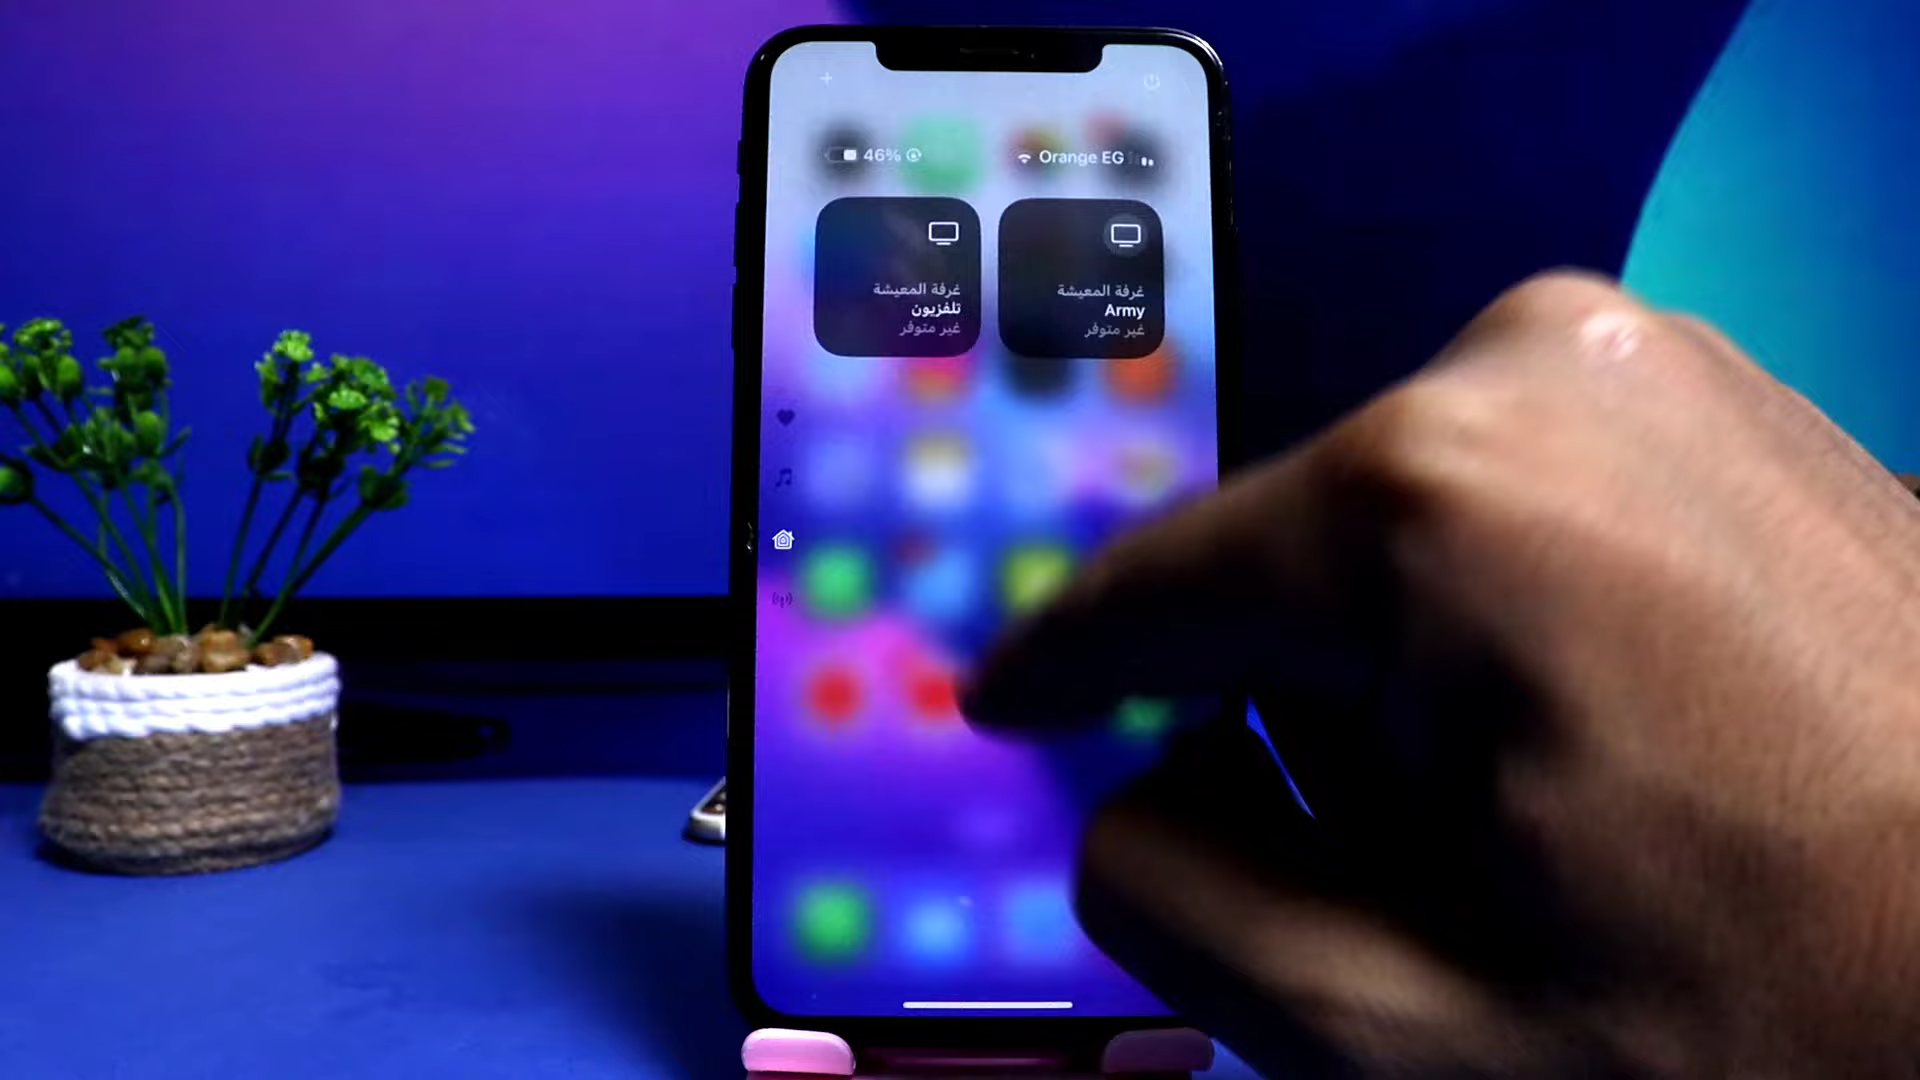 46%
Orange EG
غرفة المعيشة
Army
غير متوفر
غرفة المعيشة
تلفزيون
غير متوفر